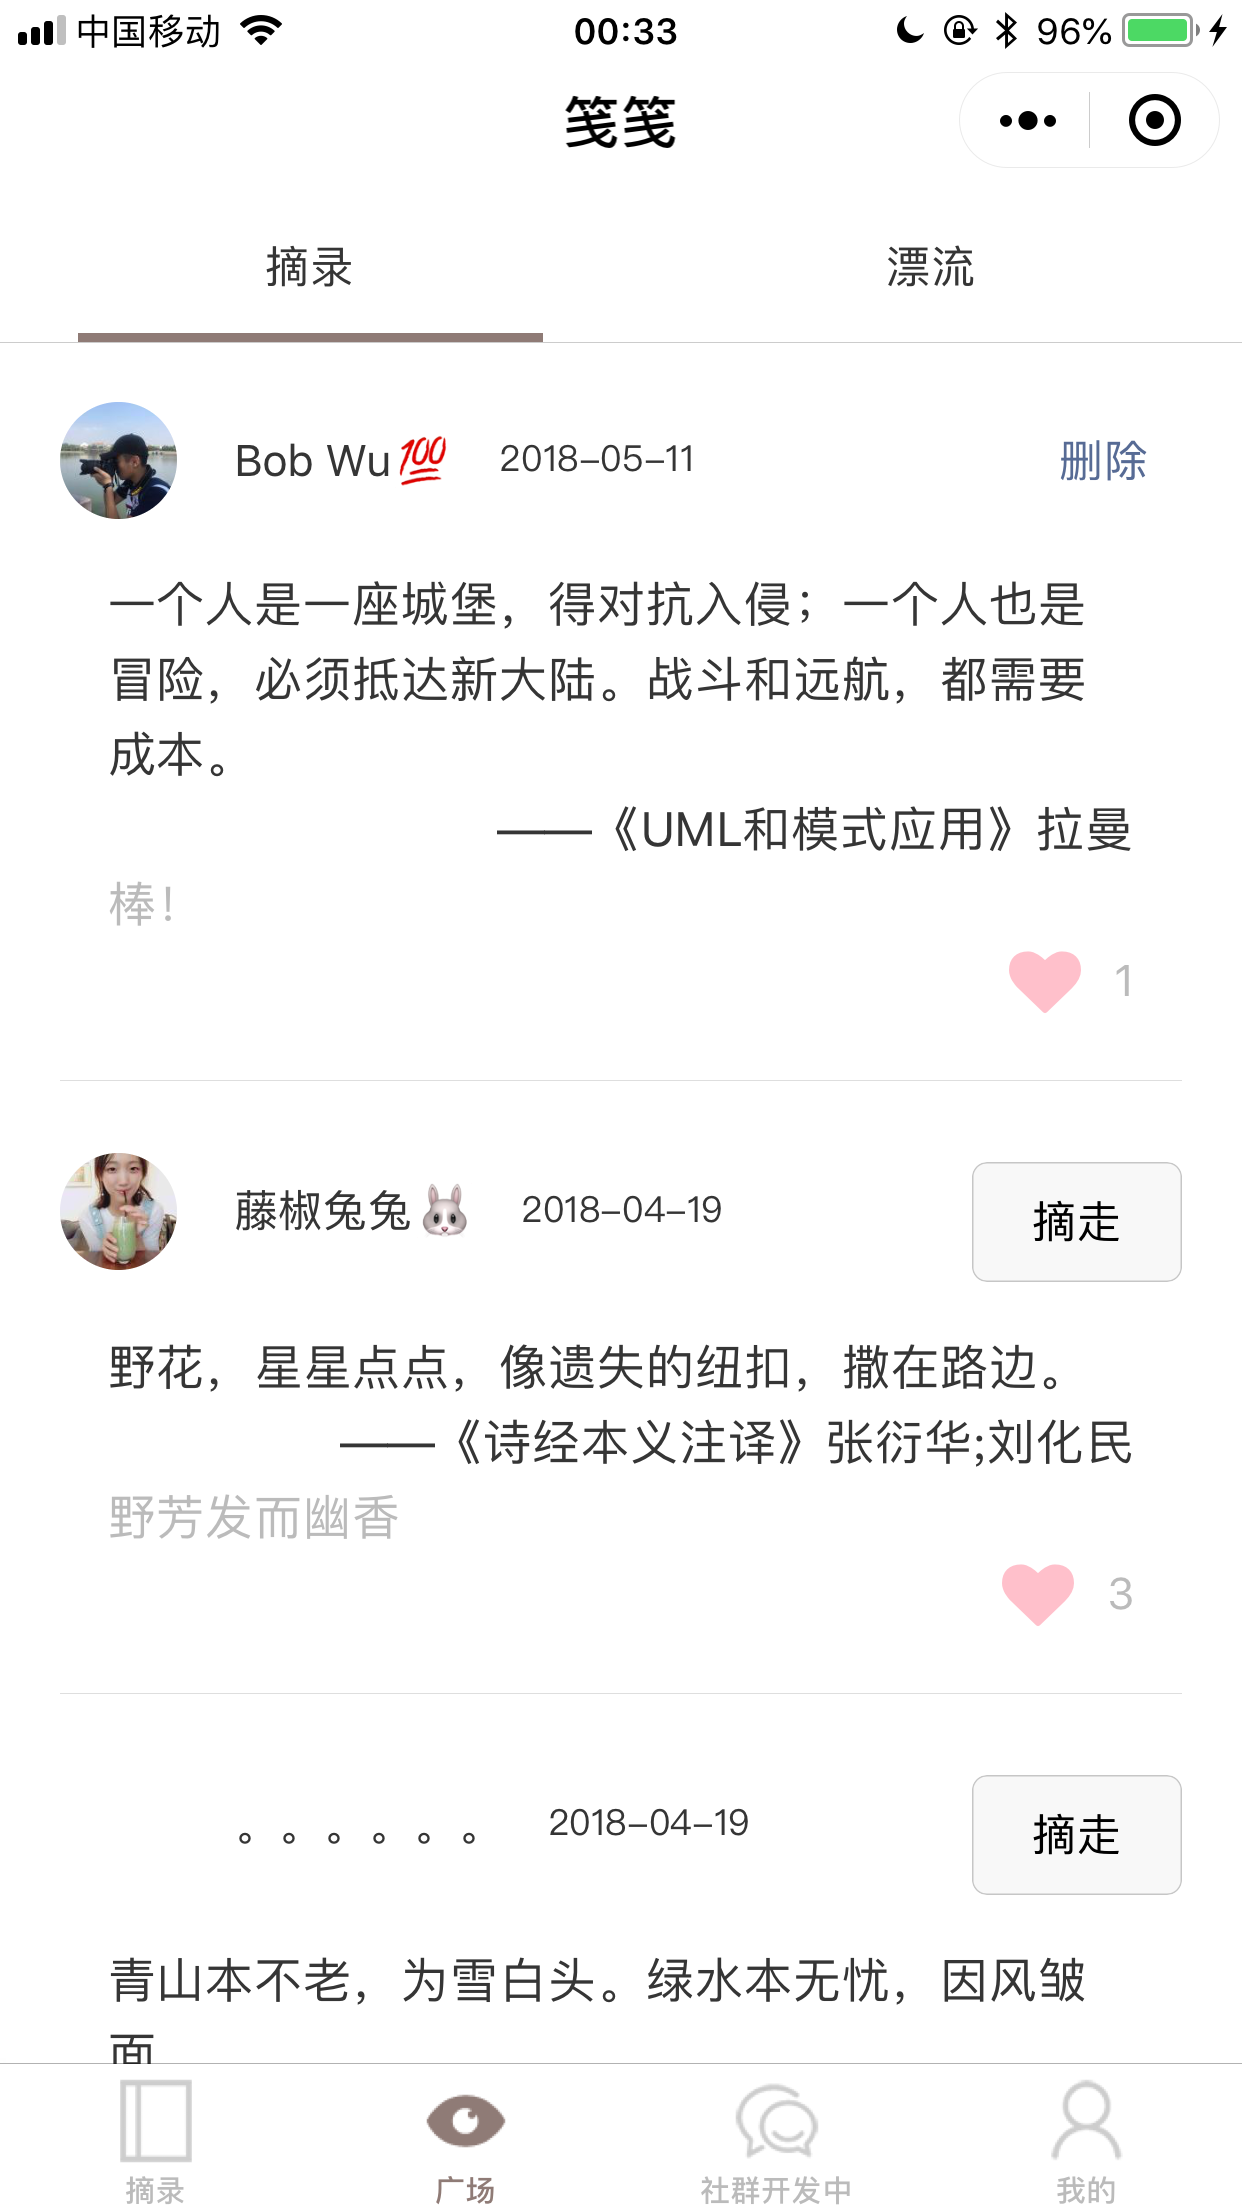 中国移动 00:33 96%
笺笺
摘录 漂流
Bob Wu💯 2018-05-11 删除
一个人是一座城堡，得对抗入侵；一个人也是
冒险，必须抵达新大陆。战斗和远航，都需要
成本。
——《UML和模式应用》拉曼
棒！
1
藤椒兔兔🐰 2018-04-19 摘走
野花，星星点点，像遗失的纽扣，撒在路边。
——《诗经本义注译》张衍华;刘化民
野芳发而幽香
3
。。。。。。 2018-04-19 摘走
青山本不老，为雪白头。绿水本无忧，因风皱
面
摘录 广场 社群开发中 我的